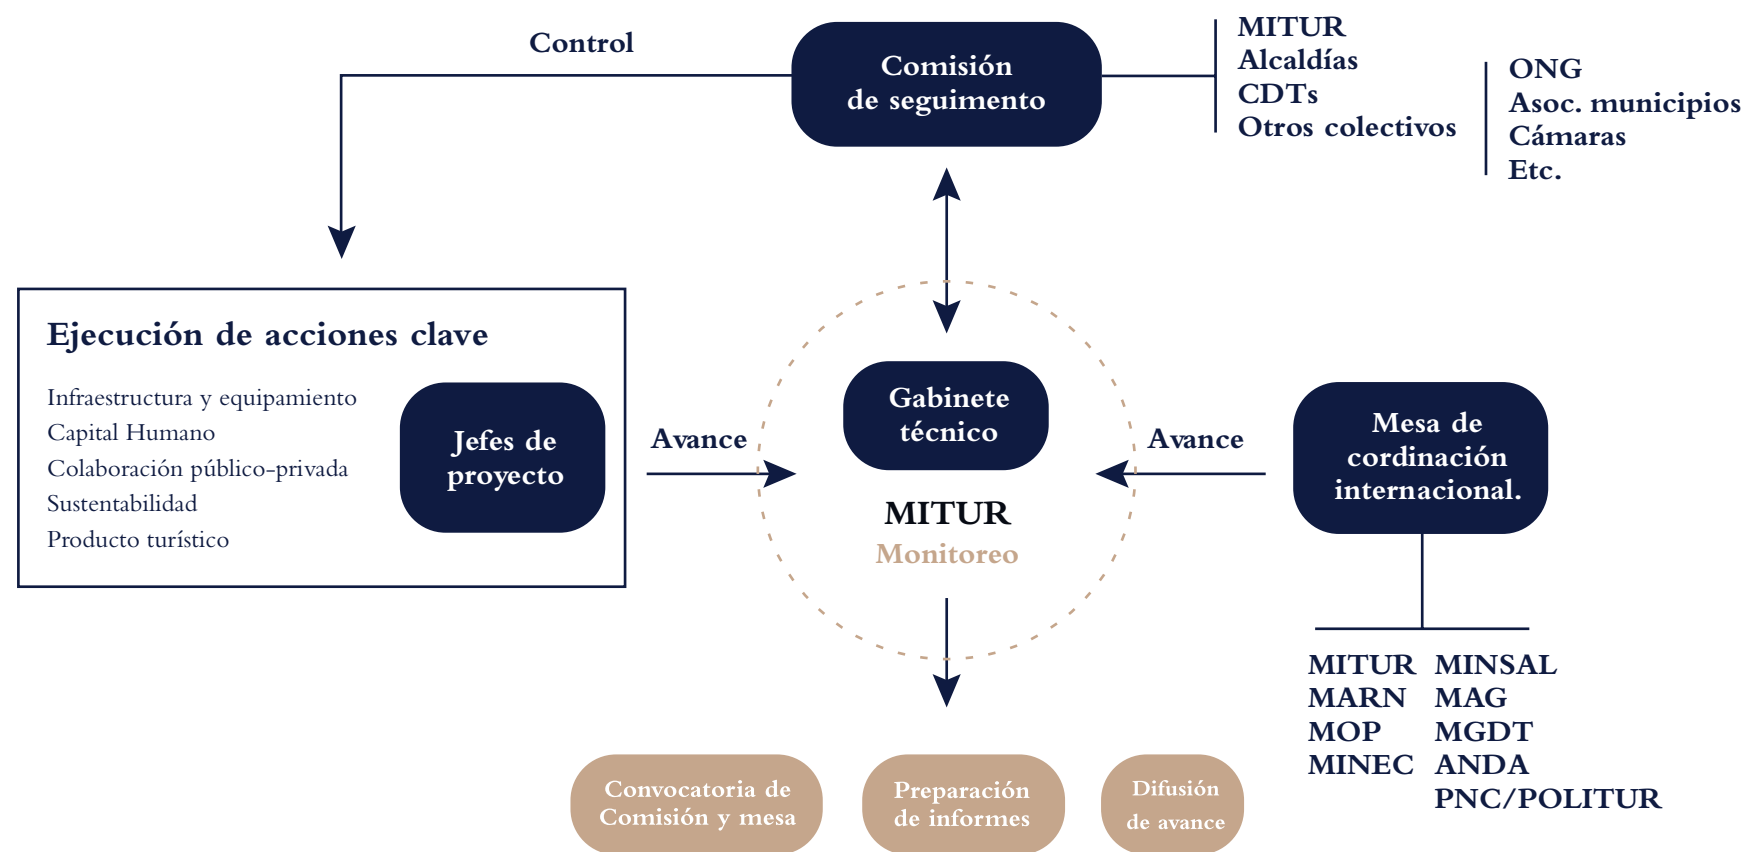 Control
Comisión
de seguimento
MITUR
Alcaldías
CDTs
Otros colectivos
ONG
Asoc. municipios
Cámaras
Etc.
Ejecución de acciones clave
Infraestructura y equipamiento
Capital Humano
Colaboración público-privada
Sustentabilidad
Producto turístico
Jefes de
proyecto
Avance
Gabinete
técnico
MITUR
Monitoreo
Avance
Mesa de
cordinación
internacional.
MITUR
MARN
MOP
MINEC
MINSAL
MAG
MGDT
ANDA
PNC/POLITUR
Convocatoria de
Comisión y mesa
Preparación
de informes
Difusión
de avance